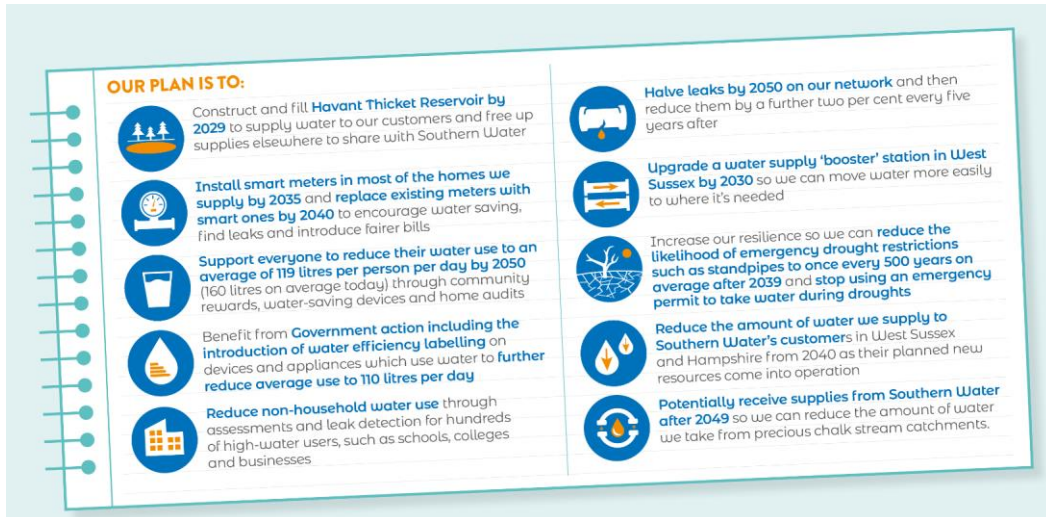 OUR PLAN IS TO:
Construct and fill Havant Thicket Reservoir by
2029 to supply water to our customers and free up
supplies elsewhere to share with Southern Water
Install smart meters in most of the homes we
supply by 2035 and replace existing meters with
smart ones by 2040 to encourage water saving,
find leaks and introduce fairer bills
Support everyone to reduce their water use to an
average of 119 litres per person per day by 2050
(160 litres on average today) through community
rewards, water-saving devices and home audits
Benefit from Government action including the
introduction of water efficiency labelling on
devices and appliances which use water to further
reduce average use to 110 litres per day
Reduce non-household water use through
assessments and leak detection for hundreds
of high-water users, such as schools, colleges
and businesses
Halve leaks by 2050 on our network and then
reduce them by a further two per cent every five
years after
Upgrade a water supply ‘booster’ station in West
Sussex by 2030 so we can move water more easily
to where it’s needed
Increase our resilience so we can reduce the
likelihood of emergency drought restrictions
such as standpipes to once every 500 years on
average after 2039 and stop using an emergency
permit to take water during droughts
Reduce the amount of water we supply to
Southern Water’s customers in West Sussex
and Hampshire from 2040 as their planned new
resources come into operation
Potentially receive supplies from Southern Water
after 2049 so we can reduce the amount of water
we take from precious chalk stream catchments.